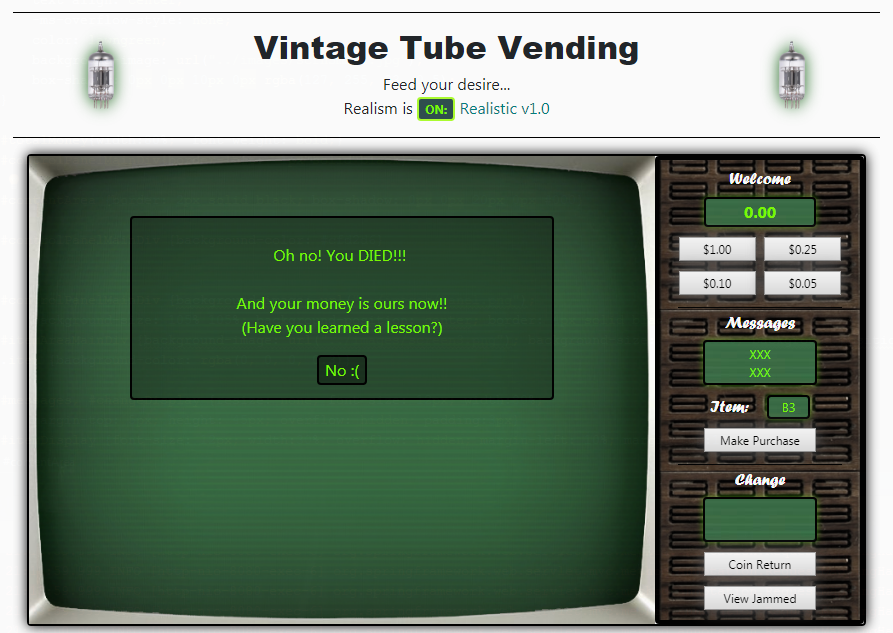 Vintage Tube Vending
Feed your desire...
Realism is ON: Realistic v1.0
Oh no! You DIED!!!
And your money is ours now!!
(Have you learned a lesson?)
No :(
Welcome
0.00
$1.00 $0.25
$0.10 $0.05
Messages
XXX
XXX
Item: B3
Make Purchase
Change
Coin Return
View Jammed